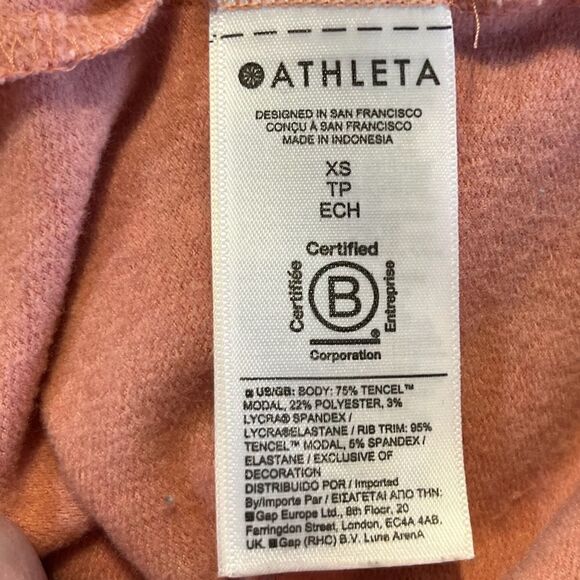 ATHLETA
DESIGNED IN SAN FRANCISCO
CONÇU À SAN FRANCISCO
MADE IN INDONESIA
XS
TP
ECH
Certified
Certifiée
B
Entreprise
®
Corporation
US/GB: BODY: 75% TENCEL™
MODAL, 22% POLYESTER, 3%
LYCRA®SPANDEX /
LYCRA®ELASTANE / RIB TRIM: 95%
TENCEL™ MODAL, 5% SPANDEX /
ELASTANE / EXCLUSIVE OF
DECORATION
DISTRIBUIDO POR / Imported
By/Importe Par / ΕΙΣΑΓΕΤΑΙ ΑΠΟ ΤΗΝ:
Gap Europe Ltd., 8th Floor, 20
Farringdon Street, London, EC4A 4AB.
UK. Gap (RHC) B.V. Luna ArenA